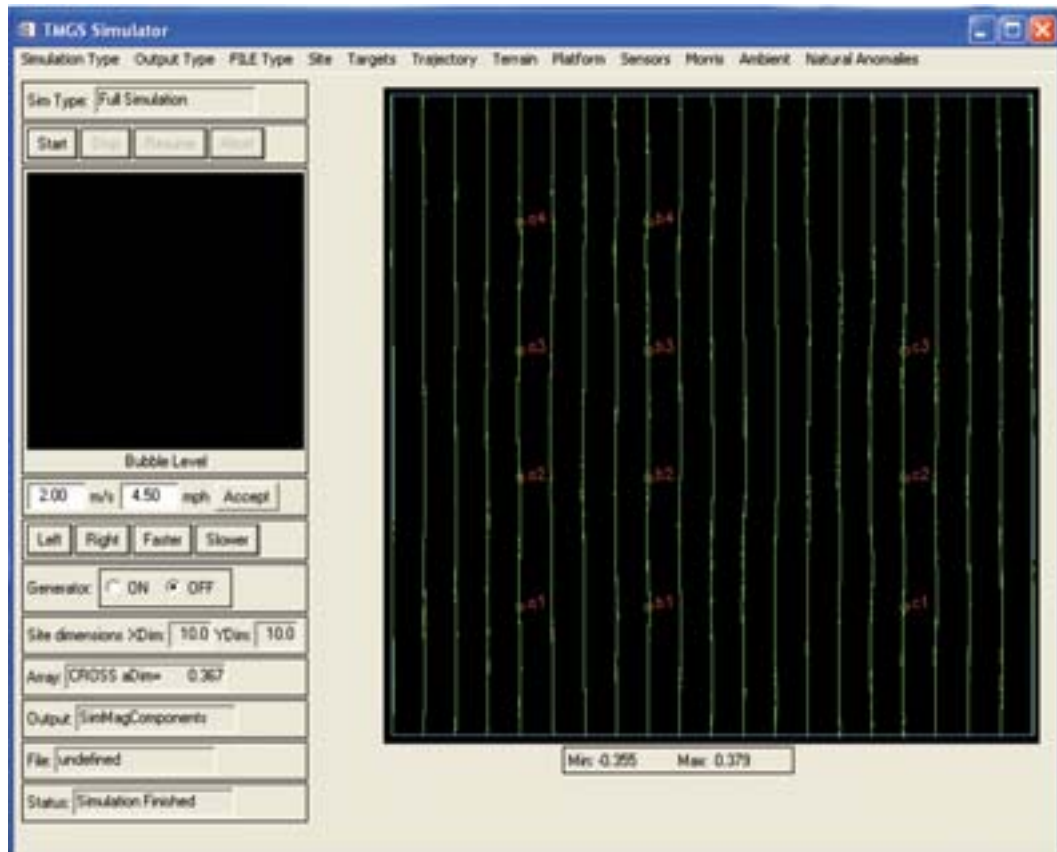 TMGS Simulator
Simulation Type Output Type FILE Type Site Targets Trajectory Terrain Platform Sensors Morris Ambient Natural Anomalies
Sim Type: Full Simulation
Start Stop Resume Abort
Bubble Level
2.00 m/s 4.50 mph Accept
Left Right Faster Slower
Generator: ON OFF
Site dimensions XDim: 10.0 YDim: 10.0
Array: CROSS aDim= 0.367
Output: SimMagComponents
File: undefined
Status: Simulation Finished
a4 b4
a3 b3 c3
a2 b2 c2
a1 b1 c1
Min: -0.355 Max: 0.379